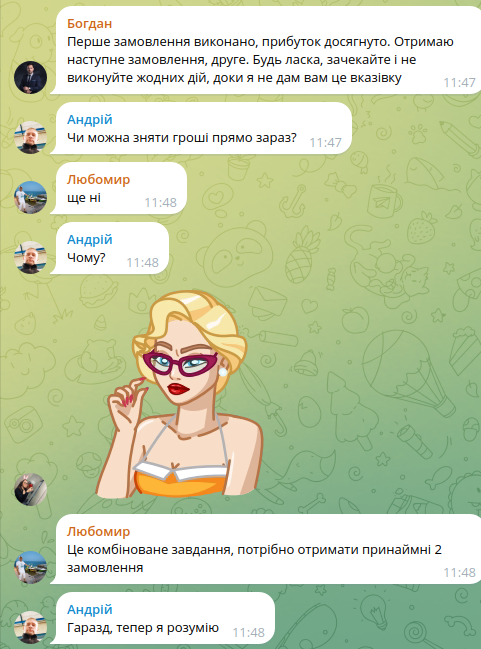 Богдан
Перше замовлення виконано, прибуток досягнуто. Отримаю
наступне замовлення, друге. Будь ласка, зачекайте і не
виконуйте жодних дій, доки я не дам вам це вказівку
11:47
Андрій
Чи можна зняти гроші прямо зараз?
11:47
Любомир
ще ні
11:48
Андрій
Чому?
11:48
Любомир
Це комбіноване завдання, потрібно отримати принаймні 2
замовлення
11:48
Андрій
Гаразд, тепер я розумію
11:48